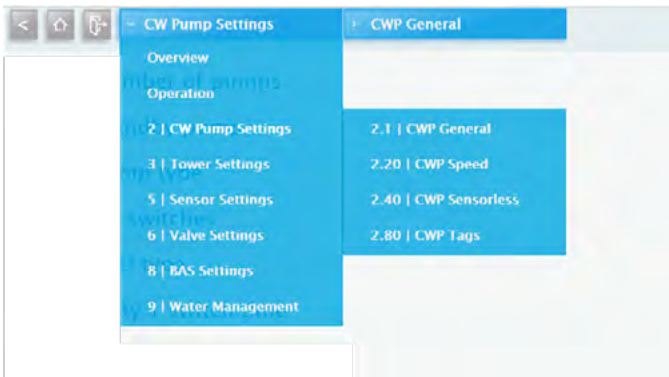 CW Pump Settings
CWP General
Overview
Operation
2 | CW Pump Settings
2.1 | CWP General
3 | Tower Settings
2.20 | CWP Speed
5 | Sensor Settings
2.40 | CWP Sensorless
6 | Valve Settings
2.80 | CWP Tags
8 | BAS Settings
9 | Water Management